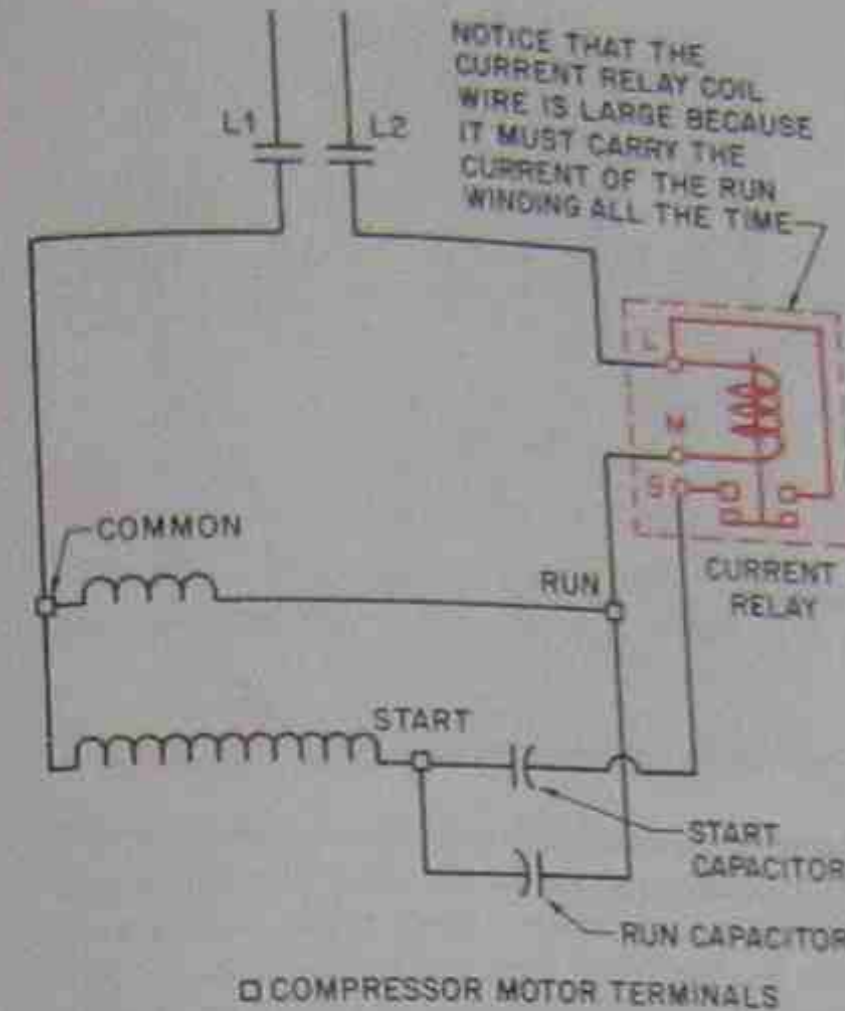 NOTICE THAT THE
CURRENT RELAY COIL
WIRE IS LARGE BECAUSE
IT MUST CARRY THE
CURRENT OF THE RUN
WINDING ALL THE TIME
L1
L2
L
M
S
CURRENT
RELAY
COMMON
RUN
START
START
CAPACITOR
RUN CAPACITOR
COMPRESSOR MOTOR TERMINALS